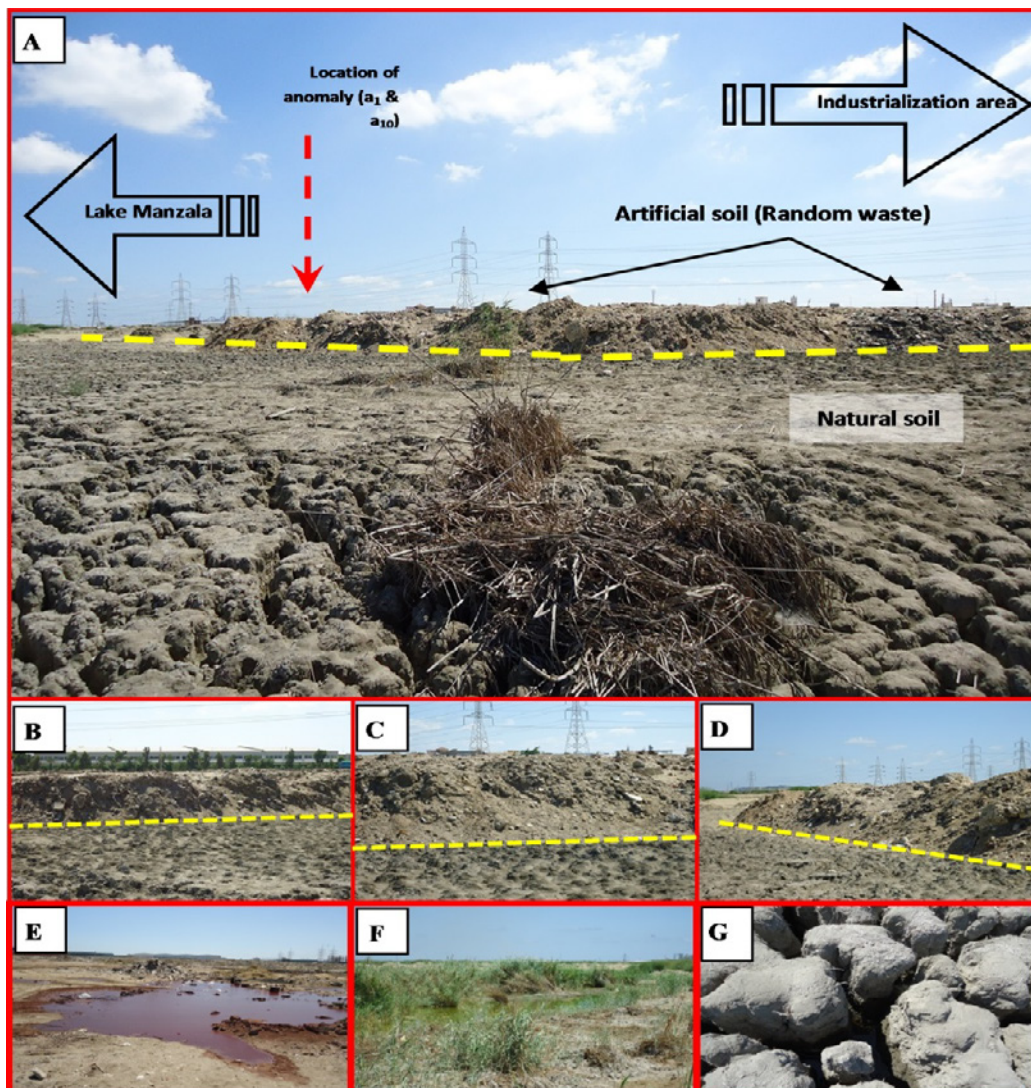 A
Location of
anomaly (a₁ &
a₁₀)
Industrialization area
Lake Manzala
Artificial soil (Random waste)
Natural soil
B
C
D
E
F
G